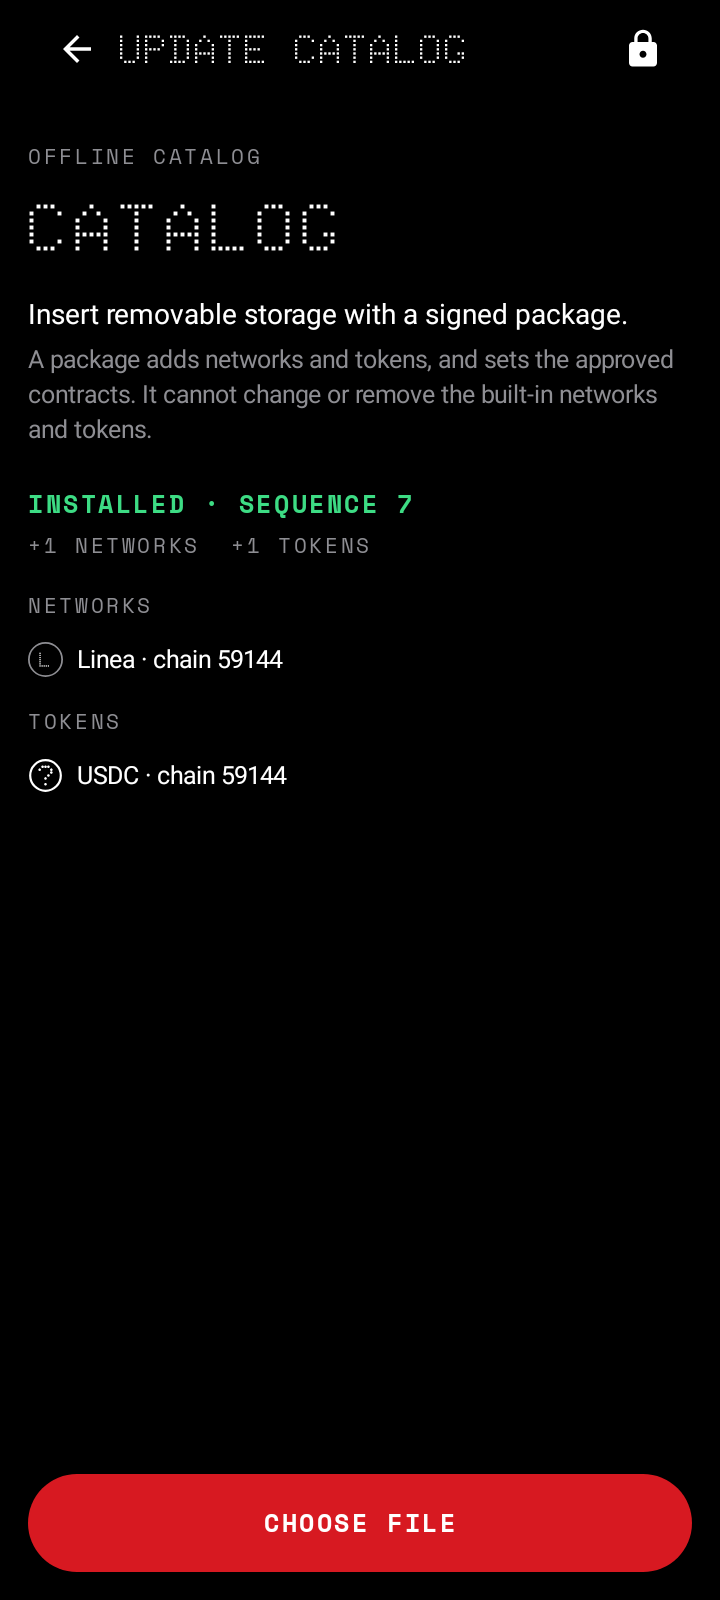 UPDATE CATALOG
OFFLINE CATALOG
CATALOG
Insert removable storage with a signed package.
A package adds networks and tokens, and sets the approved
contracts. It cannot change or remove the built-in networks
and tokens.
INSTALLED · SEQUENCE 7
+1 NETWORKS +1 TOKENS
NETWORKS
L Linea · chain 59144
TOKENS
? USDC · chain 59144
CHOOSE FILE